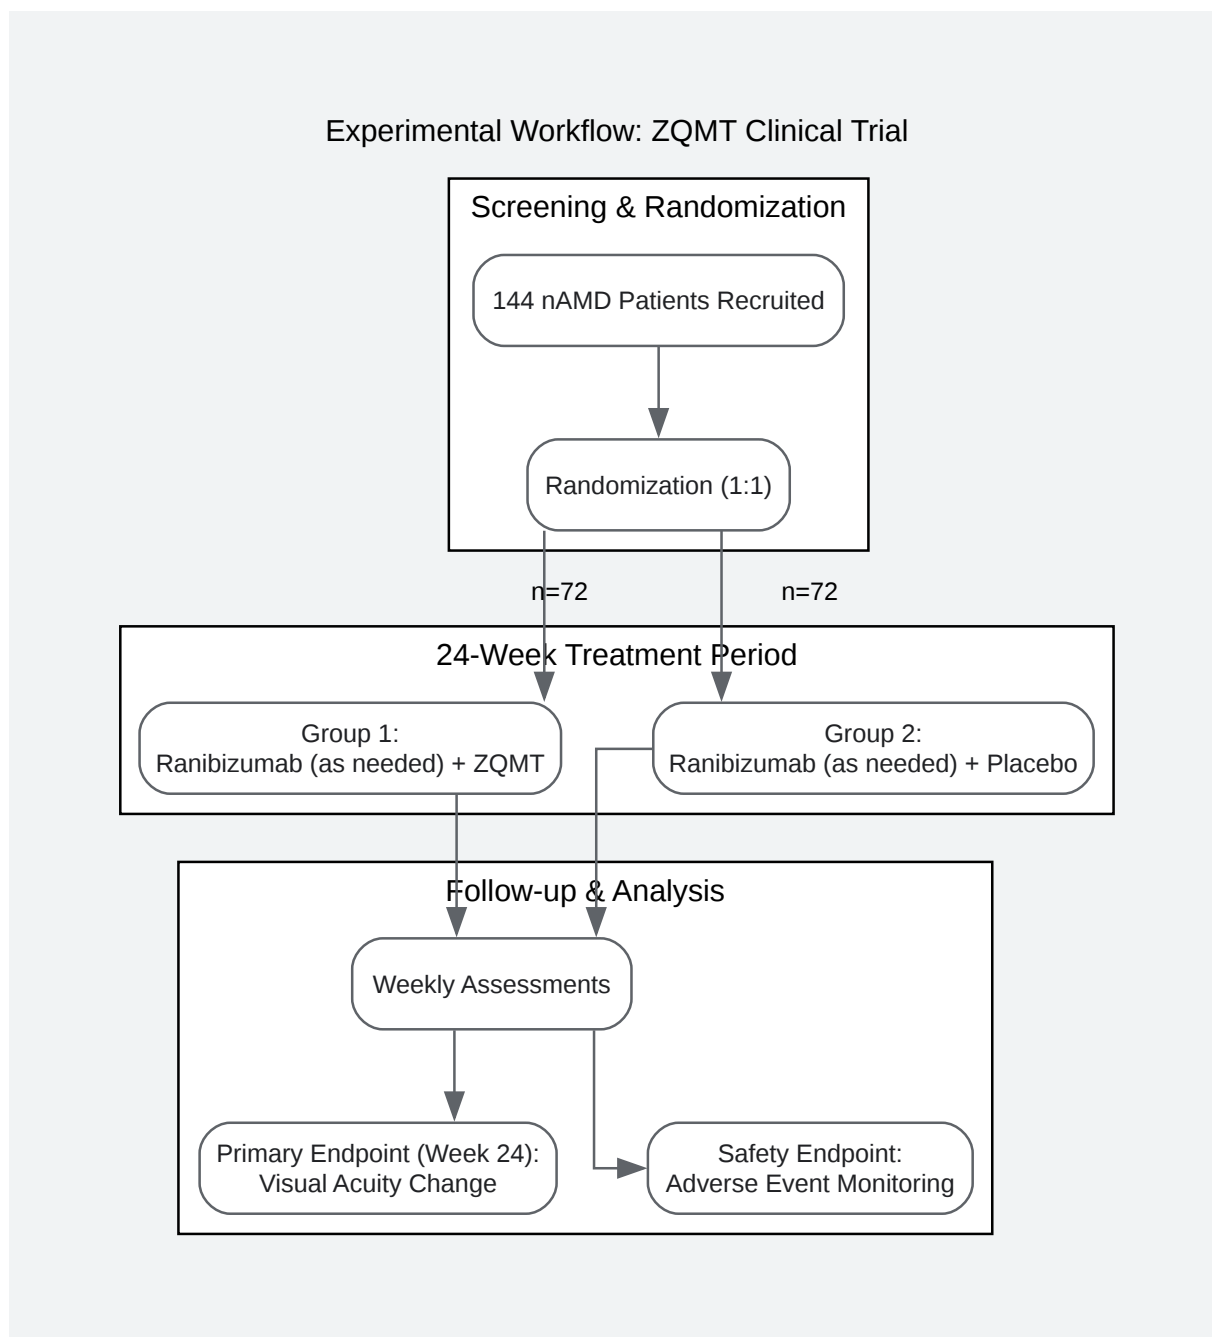 Experimental Workflow: ZQMT Clinical Trial
Screening & Randomization
144 nAMD Patients Recruited
Randomization (1:1)
n=72
n=72
24-Week Treatment Period
Group 1:
Ranibizumab (as needed) + ZQMT
Group 2:
Ranibizumab (as needed) + Placebo
Follow-up & Analysis
Weekly Assessments
Primary Endpoint (Week 24):
Visual Acuity Change
Safety Endpoint:
Adverse Event Monitoring